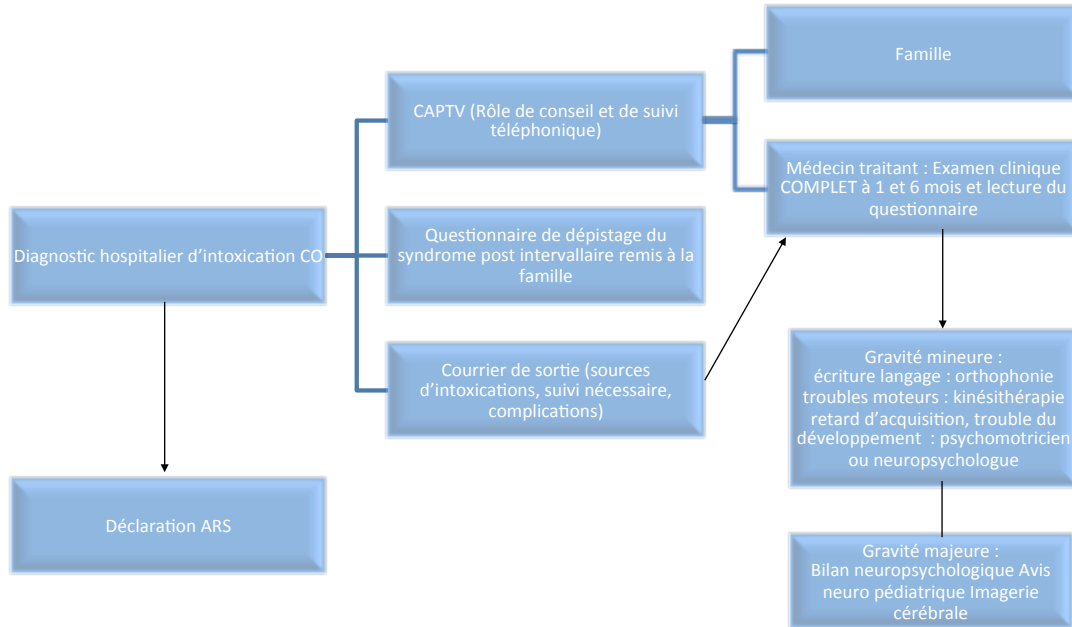 Diagnostic hospitalier d'intoxication CO
Déclaration ARS
CAPTV (Rôle de conseil et de suivi
téléphonique)
Questionnaire de dépistage du
syndrome post intervallaire remis à la
famille
Courrier de sortie (sources
d'intoxications, suivi nécessaire,
complications)
Famille
Médecin traitant : Examen clinique
COMPLET à 1 et 6 mois et lecture du
questionnaire
Gravité mineure :
écriture langage : orthophonie
troubles moteurs : kinésithérapie
retard d'acquisition, trouble du
développement  : psychomotricien
ou neuropsychologue
Gravité majeure :
Bilan neuropsychologique Avis
neuro pédiatrique Imagerie
cérébrale